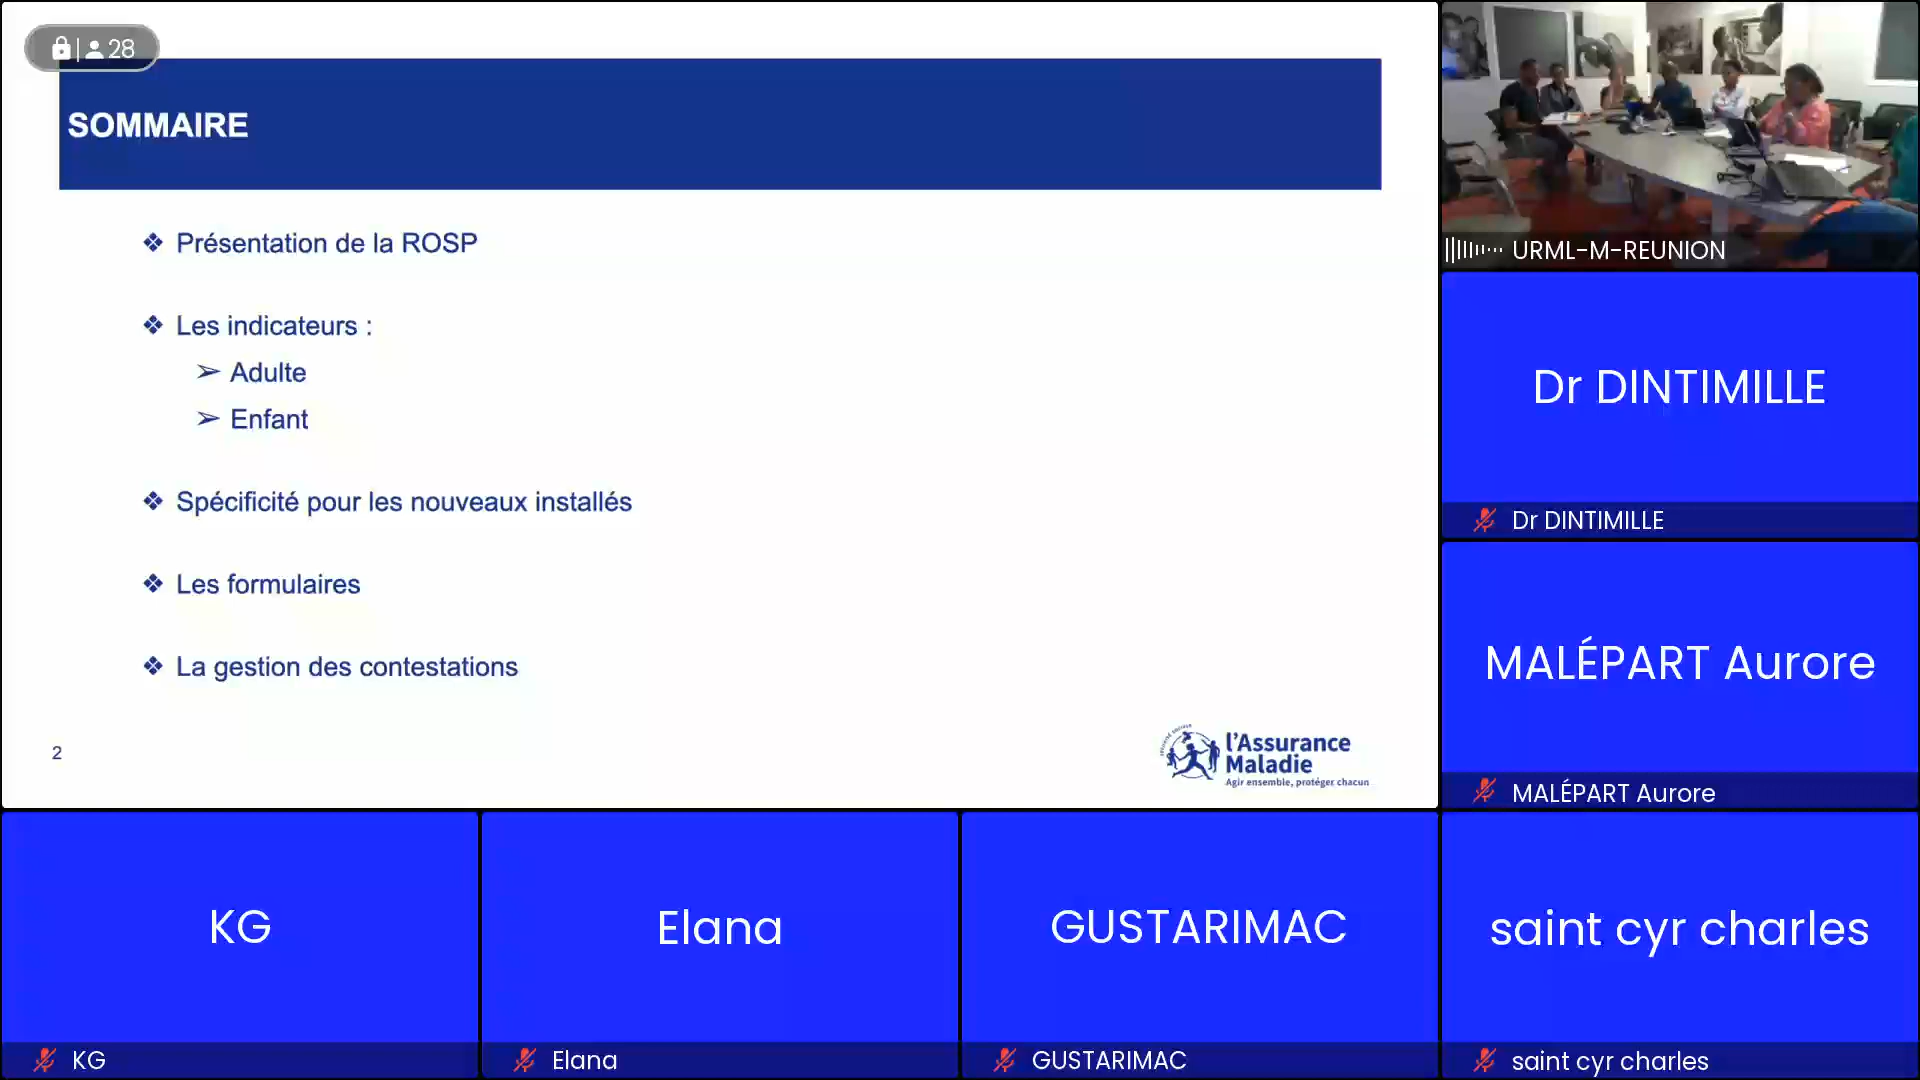 28
SOMMAIRE
❖ Présentation de la ROSP
❖ Les indicateurs :
➢ Adulte
➢ Enfant
❖ Spécificité pour les nouveaux installés
❖ Les formulaires
❖ La gestion des contestations
2
l'Assurance
Maladie
Agir ensemble, protéger chacun
URML-M-REUNION
Dr DINTIMILLE
Dr DINTIMILLE
MALÉPART Aurore
MALÉPART Aurore
KG
KG
Elana
Elana
GUSTARIMAC
GUSTARIMAC
saint cyr charles
saint cyr charles